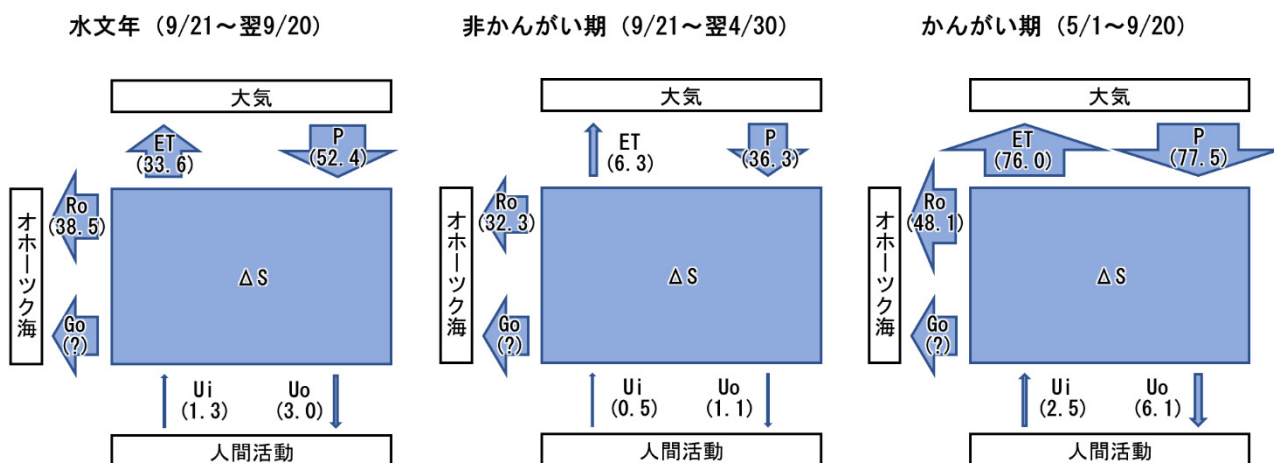 水文年（9/21～翌9/20）
大気
ET
(33.6)
P
(52.4)
オホーツク海
Ro
(38.5)
ΔS
Go
(?)
Ui
(1.3)
Uo
(3.0)
人間活動
非かんがい期（9/21～翌4/30）
大気
ET
(6.3)
P
(36.3)
オホーツク海
Ro
(32.3)
ΔS
Go
(?)
Ui
(0.5)
Uo
(1.1)
人間活動
かんがい期（5/1～9/20）
大気
ET
(76.0)
P
(77.5)
オホーツク海
Ro
(48.1)
ΔS
Go
(?)
Ui
(2.5)
Uo
(6.1)
人間活動